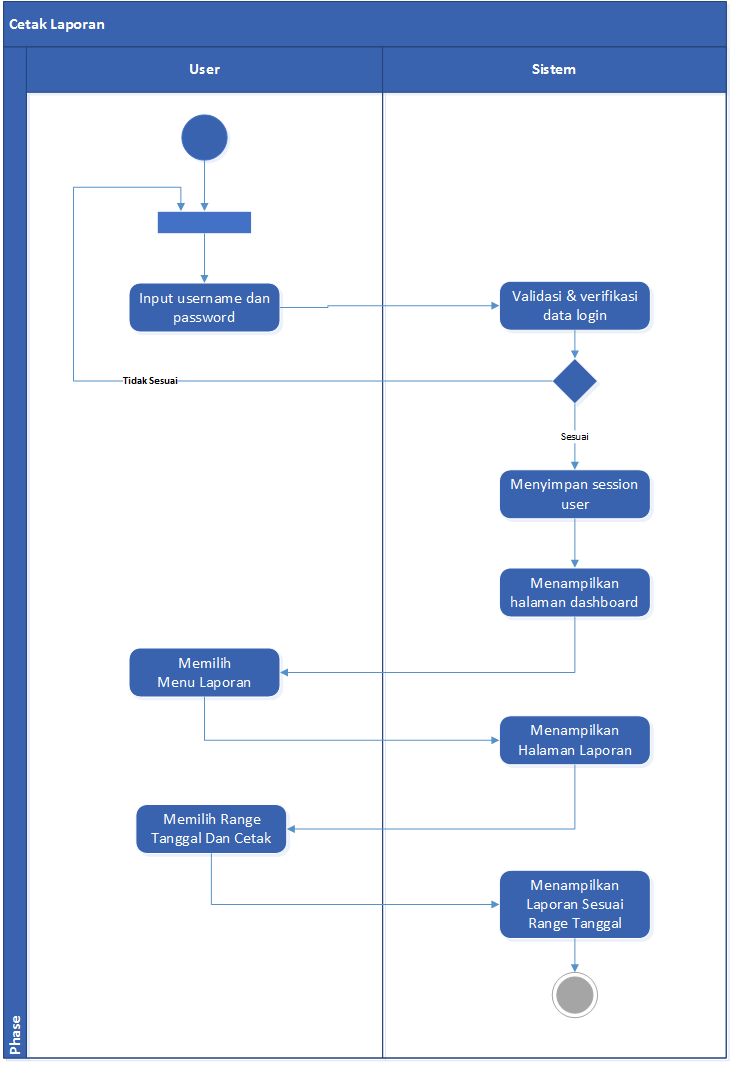 Cetak Laporan
User
Sistem
Input username dan
password
Validasi & verifikasi
data login
Tidak Sesuai
Sesuai
Menyimpan session
user
Menampilkan
halaman dashboard
Memilih
Menu Laporan
Menampilkan
Halaman Laporan
Memilih Range
Tanggal Dan Cetak
Menampilkan
Laporan Sesuai
Range Tanggal
Phase